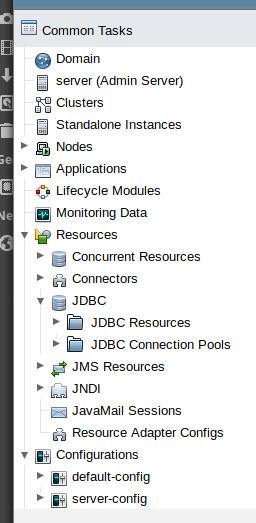 Common Tasks
Domain
server (Admin Server)
Clusters
Standalone Instances
Nodes
Applications
Lifecycle Modules
Monitoring Data
Resources
Concurrent Resources
Connectors
JDBC
JDBC Resources
JDBC Connection Pools
JMS Resources
JNDI
JavaMail Sessions
Resource Adapter Configs
Configurations
default-config
server-config